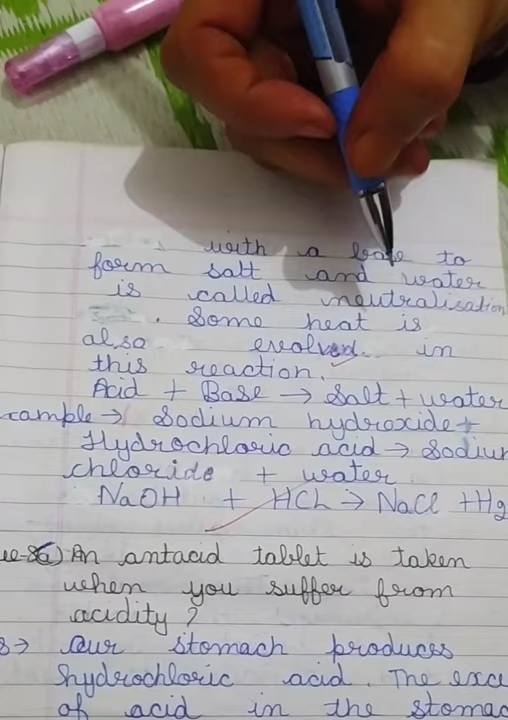 with a base to
form salt and water
is called neutralisation
. Some heat is
also evolved in
this reaction.
Acid + Base → Salt + water
cample → Sodium hydroxide +
Hydrochloric acid → Sodium
chloride + water
NaOH + HCl → NaCl + H2
a) An antacid tablet is taken
when you suffer from
acidity ?
s → Our stomach produces
hydrochloric acid. The exce
of acid in the stomac